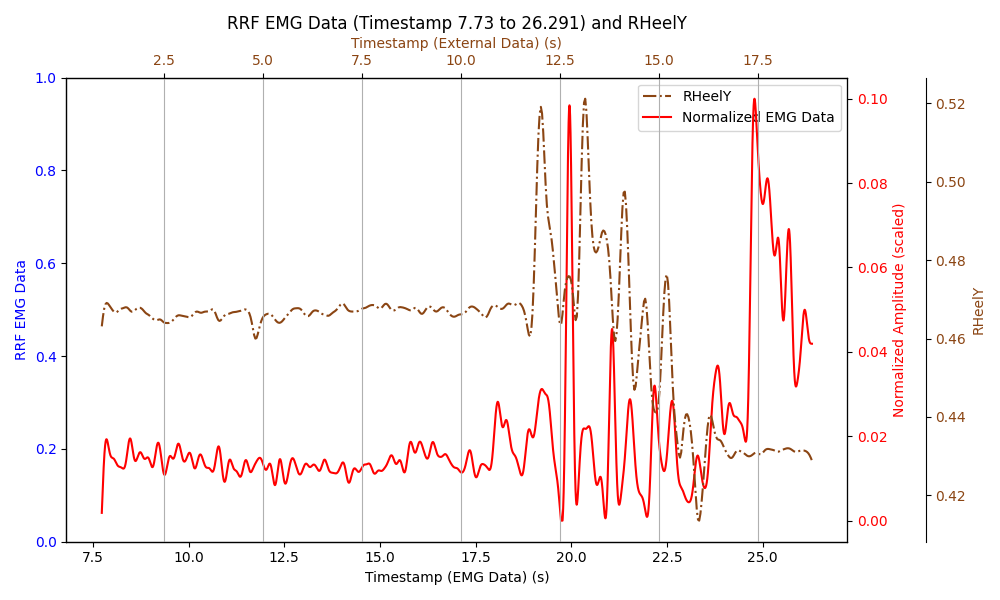 RRF EMG Data (Timestamp 7.73 to 26.291) and RHeelY
Timestamp (External Data) (s)
2.5 5.0 7.5 10.0 12.5 15.0 17.5
RHeelY
Normalized EMG Data
1.0
0.8
0.6
0.4
0.2
0.0
RRF EMG Data
0.10
0.08
0.06
0.04
0.02
0.00
Normalized Amplitude (scaled)
0.52
0.50
0.48
0.46
0.44
0.42
RHeelY
7.5 10.0 12.5 15.0 17.5 20.0 22.5 25.0
Timestamp (EMG Data) (s)